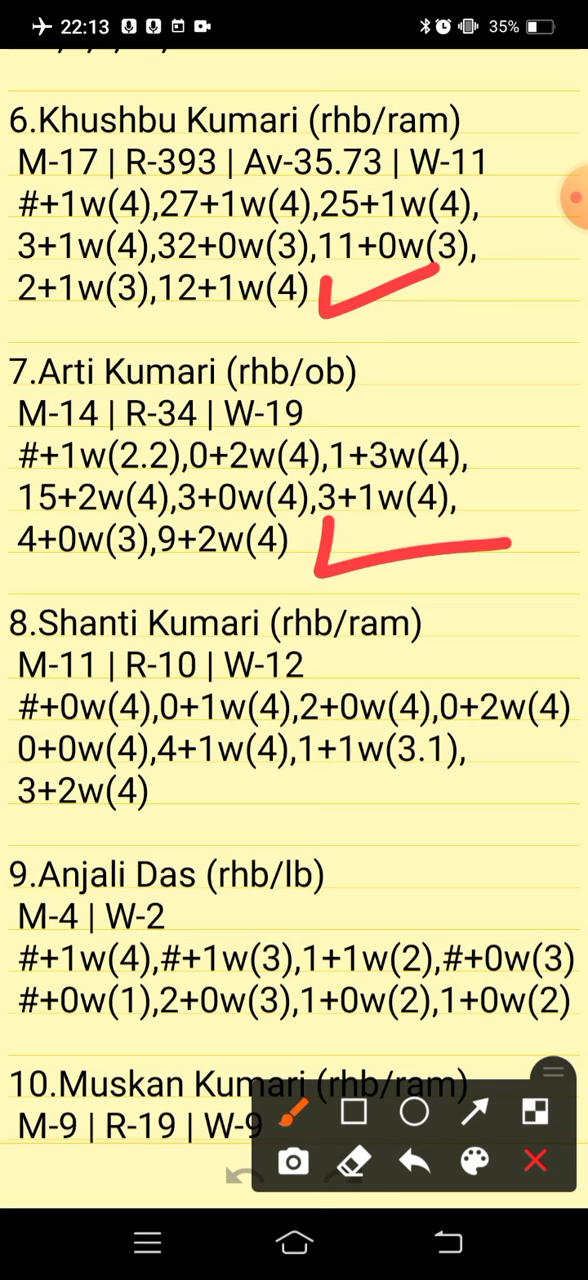 22:13
35%
6.Khushbu Kumari (rhb/ram)
M-17 | R-393 | Av-35.73 | W-11
#+1w(4),27+1w(4),25+1w(4),
3+1w(4),32+0w(3),11+0w(3),
2+1w(3),12+1w(4)
7.Arti Kumari (rhb/ob)
M-14 | R-34 | W-19
#+1w(2.2),0+2w(4),1+3w(4),
15+2w(4),3+0w(4),3+1w(4),
4+0w(3),9+2w(4)
8.Shanti Kumari (rhb/ram)
M-11 | R-10 | W-12
#+0w(4),0+1w(4),2+0w(4),0+2w(4)
0+0w(4),4+1w(4),1+1w(3.1),
3+2w(4)
9.Anjali Das (rhb/lb)
M-4 | W-2
#+1w(4),#+1w(3),1+1w(2),#+0w(3)
#+0w(1),2+0w(3),1+0w(2),1+0w(2)
10.Muskan Kumari (rhb/ram)
M-9 | R-19 | W-9